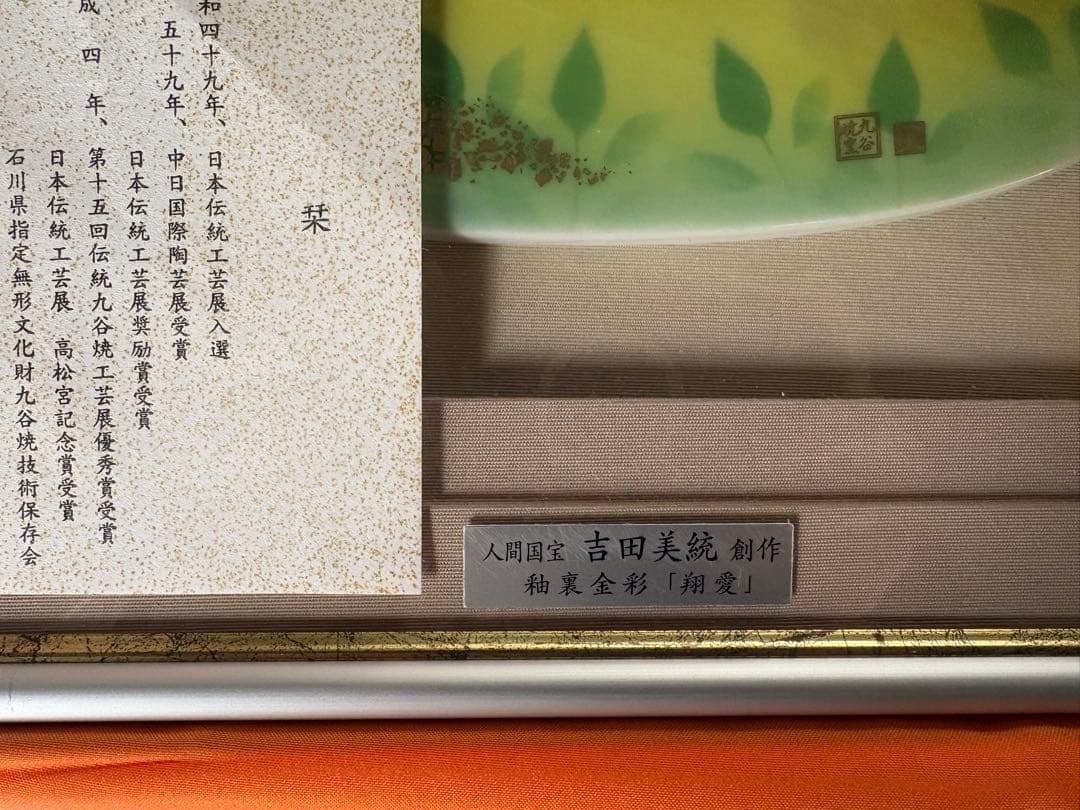 栞
和四十九年、日本伝統工芸展入選
五十九年、中日国際陶芸展受賞
日本伝統工芸展奨励賞受賞
成四年、第十五回伝統九谷焼工芸展優秀賞受賞
日本伝統工芸展 高松宮記念賞受賞
石川県指定無形文化財九谷焼技術保存会
九谷
窯
人間国宝 吉田美統 創作
釉裏金彩「翔愛」